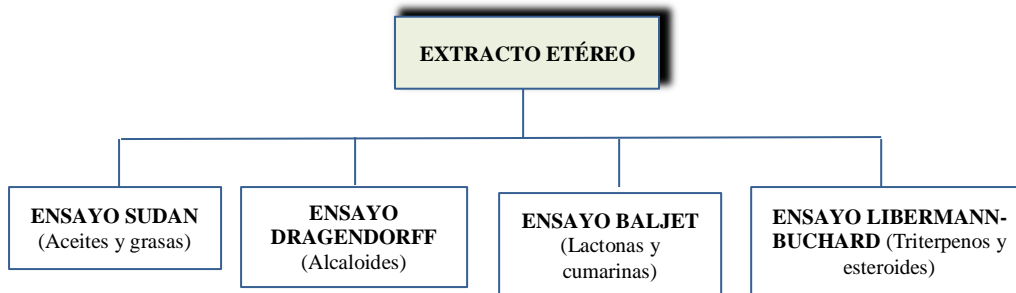 EXTRACTO ETÉREO
ENSAYO SUDAN
(Aceites y grasas)
ENSAYO
DRAGENDORFF
(Alcaloides)
ENSAYO BALJET
(Lactonas y
cumarinas)
ENSAYO LIBERMANN-
BUCHARD (Triterpenos y
esteroides)